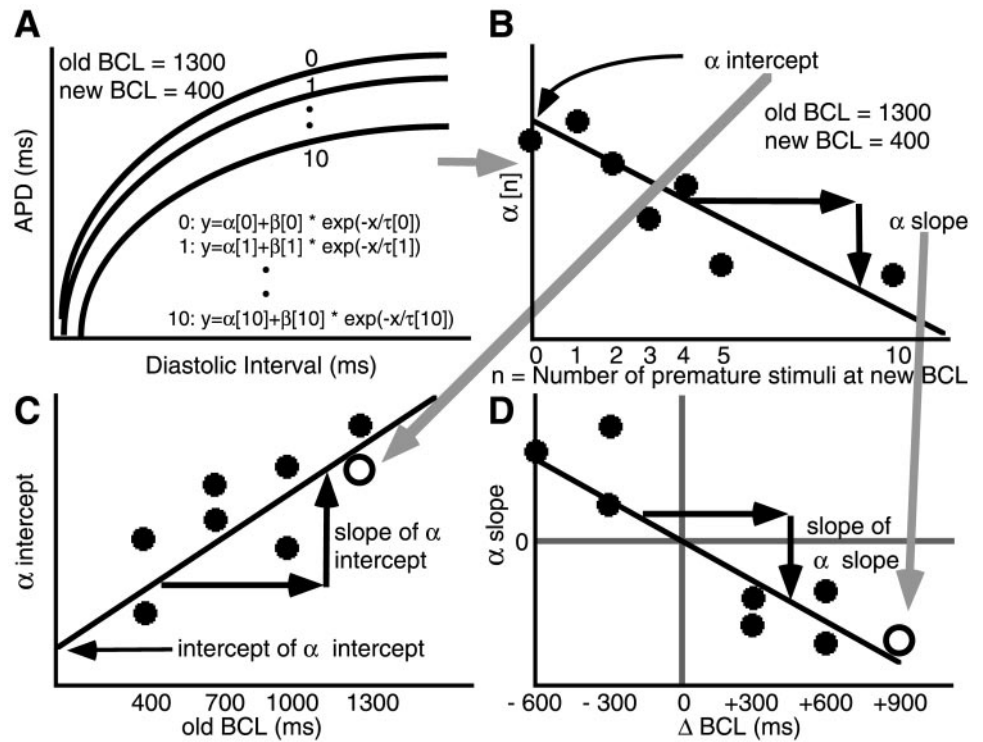 A
old BCL = 1300
new BCL = 400
0
1
10
APD (ms)
0: y=α[0]+β[0] * exp(-x/τ[0])
1: y=α[1]+β[1] * exp(-x/τ[1])
10: y=α[10]+β[10] * exp(-x/τ[10])
Diastolic Interval (ms)
B
α intercept
old BCL = 1300
new BCL = 400
α [n]
α slope
0 1 2 3 4 5 10
n = Number of premature stimuli at new BCL
C
α intercept
slope of α
intercept
intercept of α intercept
400 700 1000 1300
old BCL (ms)
D
α slope
0
slope of
α slope
- 600 - 300 0 +300 +600 +900
Δ BCL (ms)